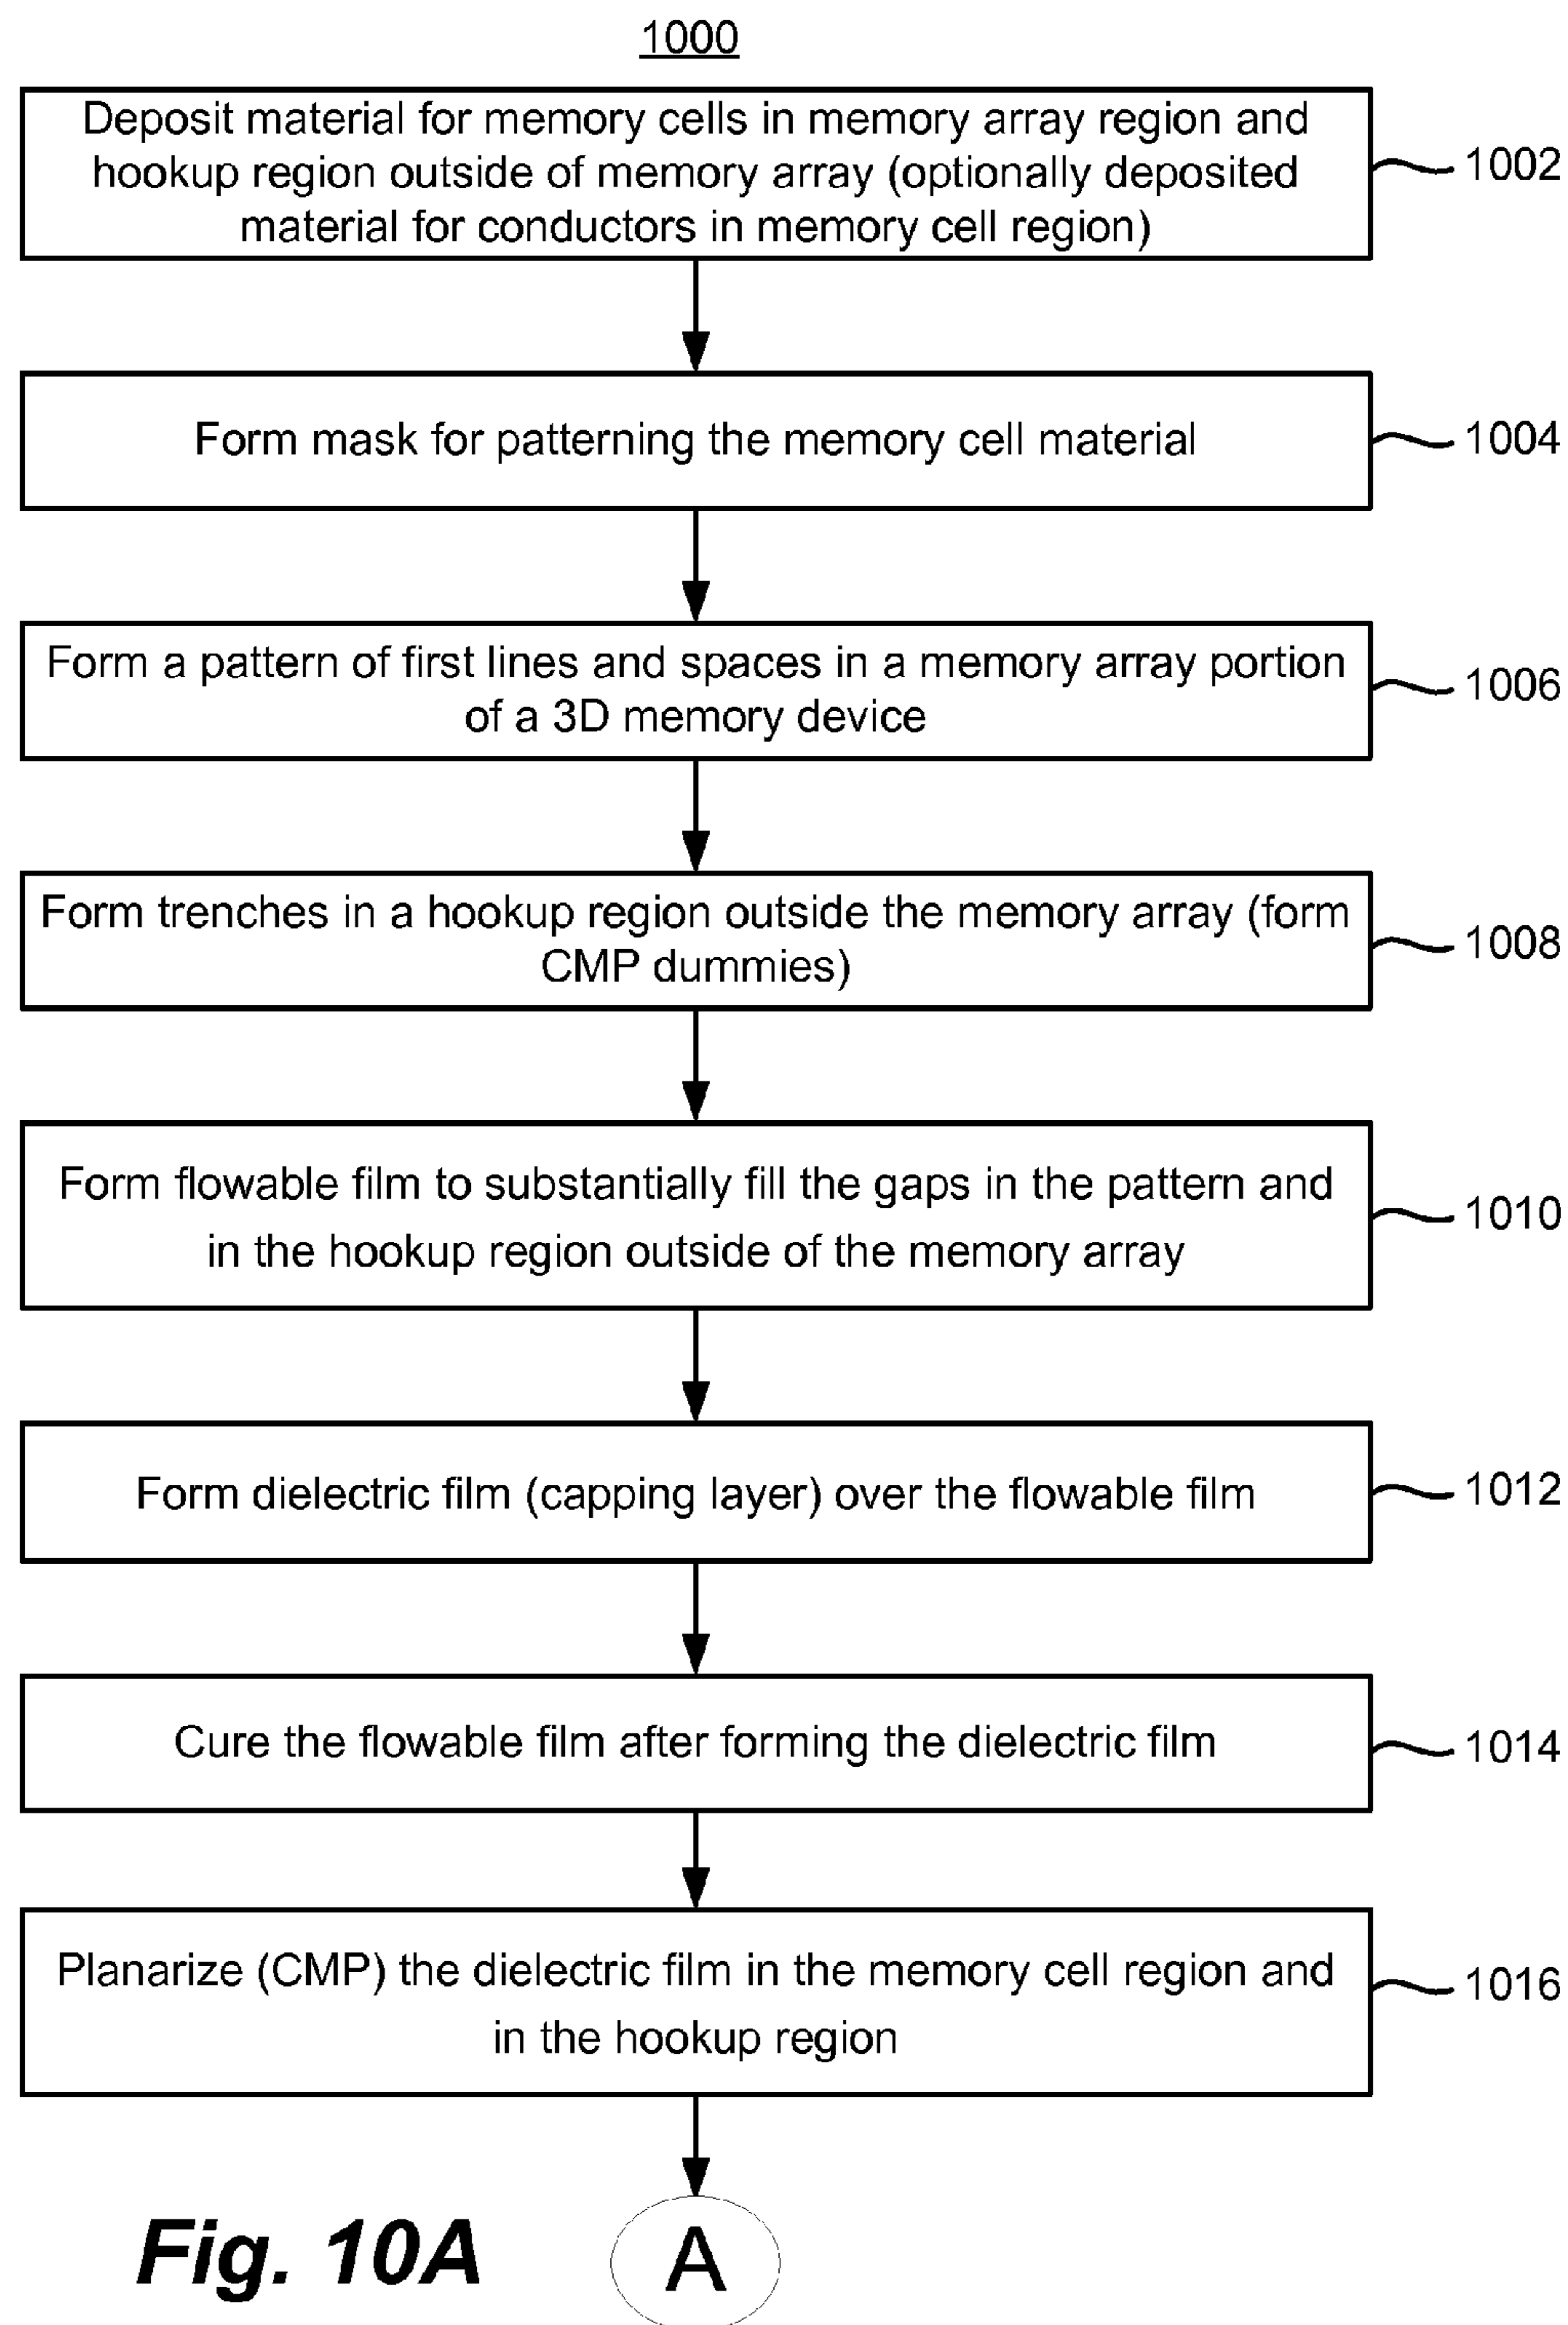 1000
Deposit material for memory cells in memory array region and
hookup region outside of memory array (optionally deposited
material for conductors in memory cell region)
1002
Form mask for patterning the memory cell material
1004
Form a pattern of first lines and spaces in a memory array portion
of a 3D memory device
1006
Form trenches in a hookup region outside the memory array (form
CMP dummies)
1008
Form flowable film to substantially fill the gaps in the pattern and
in the hookup region outside of the memory array
1010
Form dielectric film (capping layer) over the flowable film
1012
Cure the flowable film after forming the dielectric film
1014
Planarize (CMP) the dielectric film in the memory cell region and
in the hookup region
1016
Fig. 10A
A